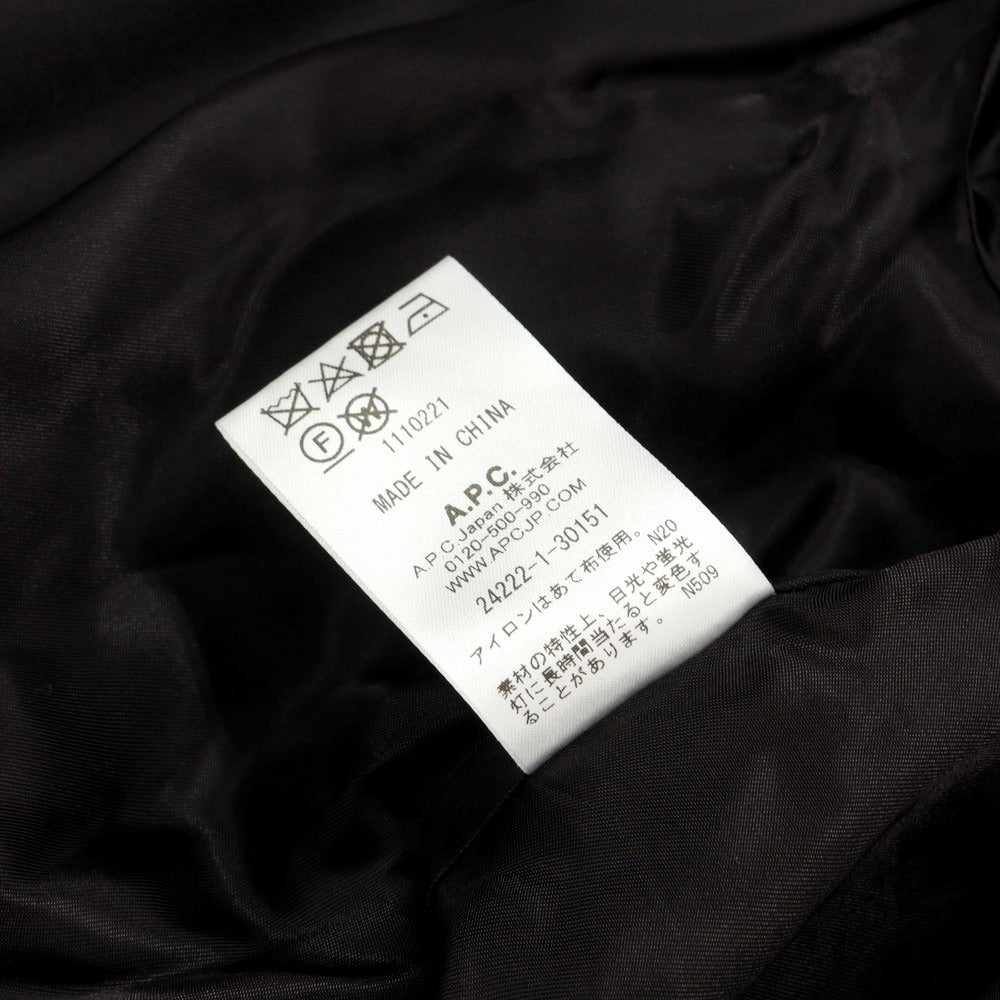 F W
1110221
MADE IN CHINA
A.P.C.
A.P.C.Japan 株式会社
0120-500-990
WWW.APCJP.COM
24222-1-30151
アイロンはあて布使用。 N20
素材の特性上、日光や蛍光
灯に長時間当たると変色す
ることがあります。 N509